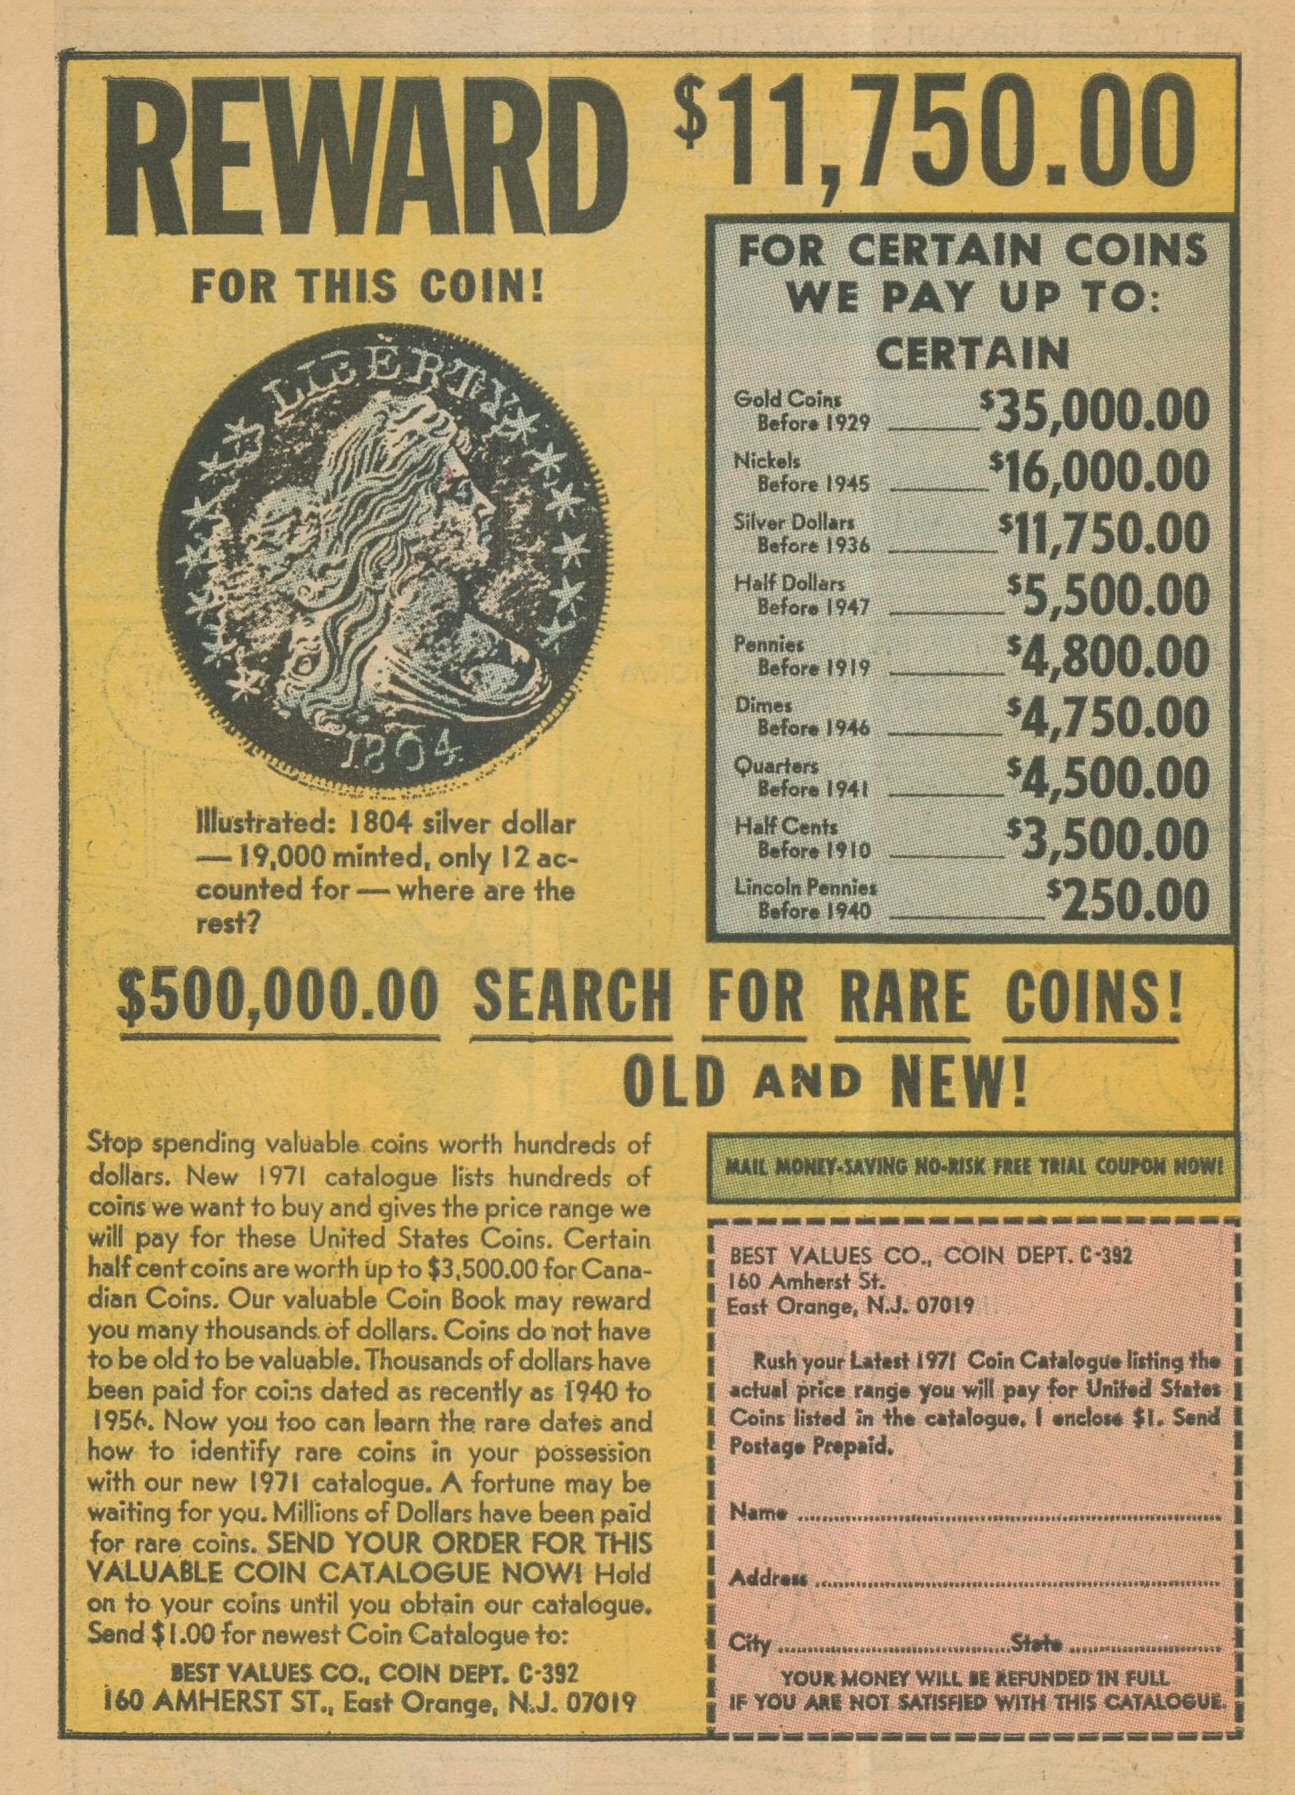 REWARD $11,750.00
FOR THIS COIN!
LIBERTY
1804
Illustrated: 1804 silver dollar
— 19,000 minted, only 12 ac-
counted for — where are the
rest?
FOR CERTAIN COINS
WE PAY UP TO:
CERTAIN
Gold Coins
Before 1929 $35,000.00
Nickels
Before 1945 $16,000.00
Silver Dollars
Before 1936 $11,750.00
Half Dollars
Before 1947 $5,500.00
Pennies
Before 1919 $4,800.00
Dimes
Before 1946 $4,750.00
Quarters
Before 1941 $4,500.00
Half Cents
Before 1910 $3,500.00
Lincoln Pennies
Before 1940 $250.00
$500,000.00 SEARCH FOR RARE COINS!
OLD AND NEW!
Stop spending valuable coins worth hundreds of
dollars. New 1971 catalogue lists hundreds of
coins we want to buy and gives the price range we
will pay for these United States Coins. Certain
half cent coins are worth up to $3,500.00 for Cana-
dian Coins. Our valuable Coin Book may reward
you many thousands of dollars. Coins do not have
to be old to be valuable. Thousands of dollars have
been paid for coins dated as recently as 1940 to
1956. Now you too can learn the rare dates and
how to identify rare coins in your possession
with our new 1971 catalogue. A fortune may be
waiting for you. Millions of Dollars have been paid
for rare coins. SEND YOUR ORDER FOR THIS
VALUABLE COIN CATALOGUE NOW! Hold
on to your coins until you obtain our catalogue.
Send $1.00 for newest Coin Catalogue to:
BEST VALUES CO., COIN DEPT. C-392
160 AMHERST ST., East Orange, N.J. 07019
MAIL MONEY-SAVING NO-RISK FREE TRIAL COUPON NOW!
BEST VALUES CO., COIN DEPT. C-392
160 Amherst St.
East Orange, N.J. 07019
Rush your Latest 1971 Coin Catalogue listing the
actual price range you will pay for United States
Coins listed in the catalogue. I enclose $1. Send
Postage Prepaid.
Name
Address
City State
YOUR MONEY WILL BE REFUNDED IN FULL
IF YOU ARE NOT SATISFIED WITH THIS CATALOGUE.